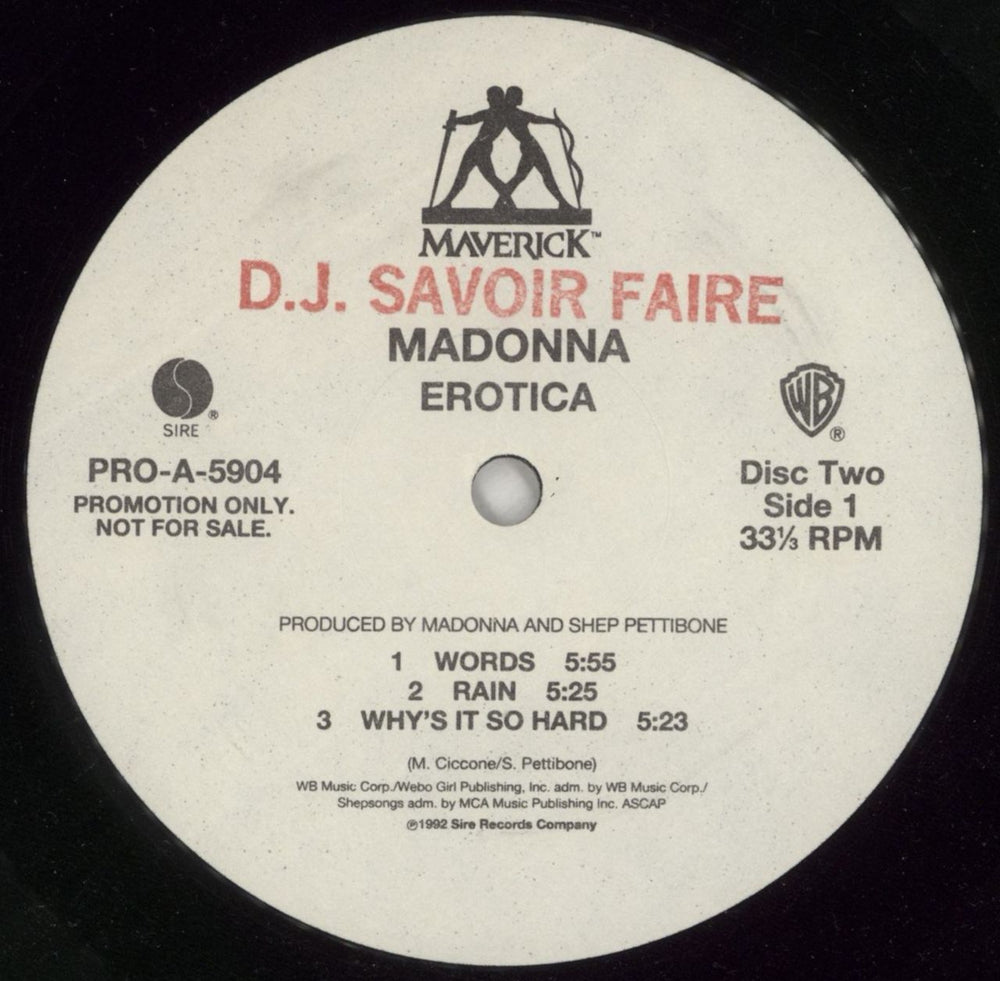 MAVERICK™
D.J. SAVOIR FAIRE
MADONNA
EROTICA
SIRE®
PRO-A-5904
PROMOTION ONLY.
NOT FOR SALE.
WB®
Disc Two
Side 1
33⅓ RPM
PRODUCED BY MADONNA AND SHEP PETTIBONE
1 WORDS 5:55
2 RAIN 5:25
3 WHY'S IT SO HARD 5:23
(M. Ciccone/S. Pettibone)
WB Music Corp./Webo Girl Publishing, Inc. adm. by WB Music Corp./
Shepsongs adm. by MCA Music Publishing Inc. ASCAP
℗1992 Sire Records Company